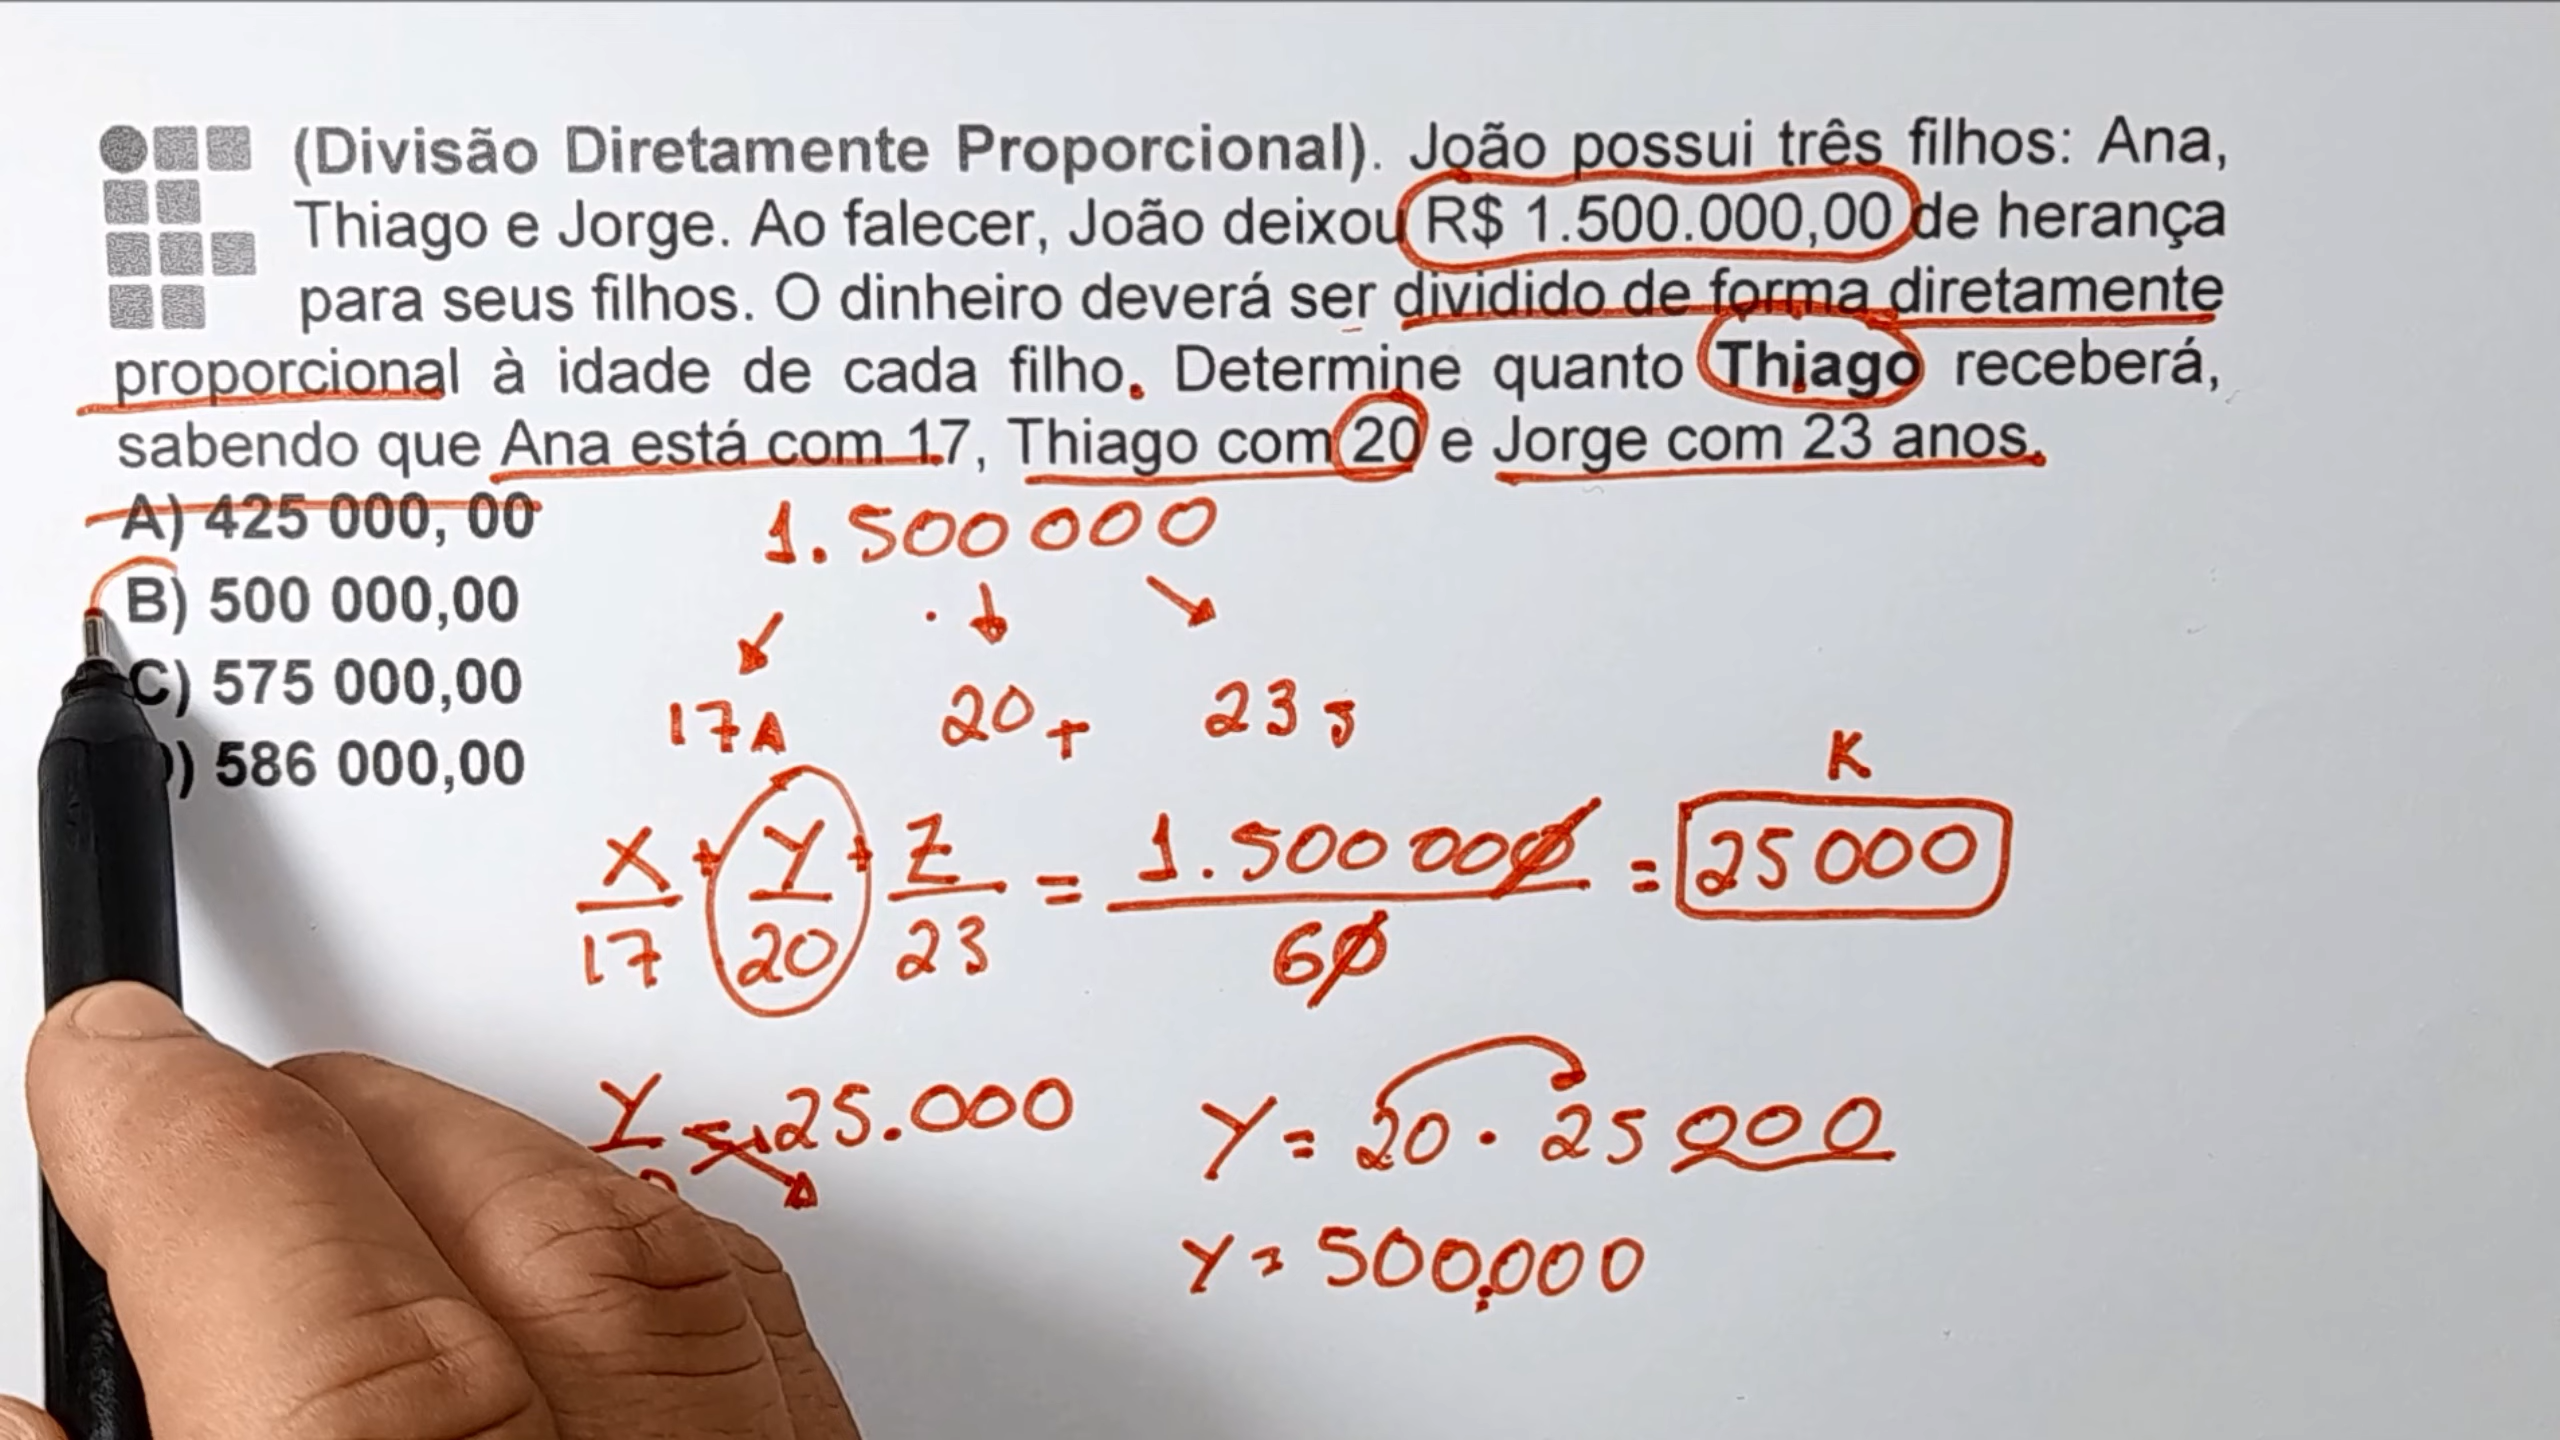 (Divisão Diretamente Proporcional). João possui três filhos: Ana,
Thiago e Jorge. Ao falecer, João deixou R$ 1.500.000,00 de herança
para seus filhos. O dinheiro deverá ser dividido de forma diretamente
proporcional à idade de cada filho. Determine quanto Thiago receberá,
sabendo que Ana está com 17, Thiago com 20 e Jorge com 23 anos.
A) 425 000, 00
B) 500 000,00
C) 575 000,00
) 586 000,00
1.500000
17A 20T 23J
K
X + Y + Z = 1.500000 = 25000
17 20 23 60
Y = 25.000
Y = 20 . 25000
Y = 500.000